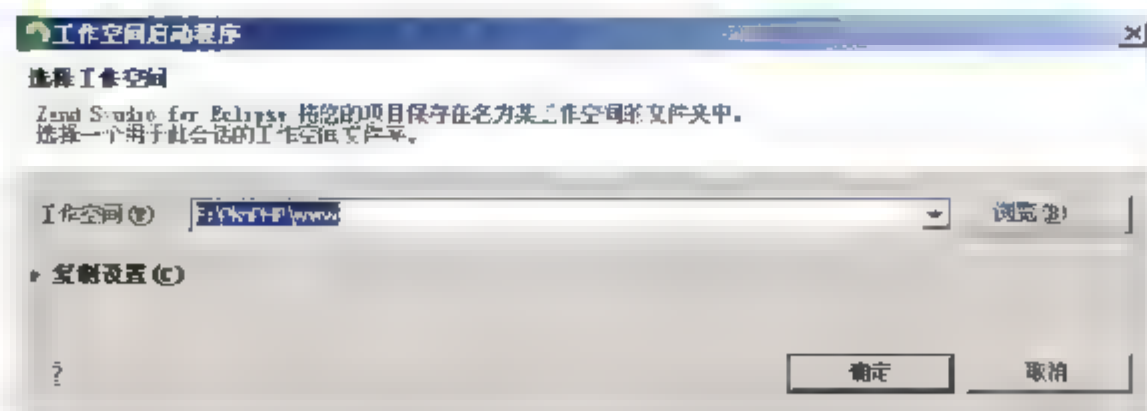 工作空间启动程序
选择工作空间
Zend Studio for Eclipse 将您的项目保存在名为某工作空间的文件夹中。
选择一个用于此会话的工作空间文件夹。
工作空间(W) 浏览(B)
复制设置(C)
?
确定 取消